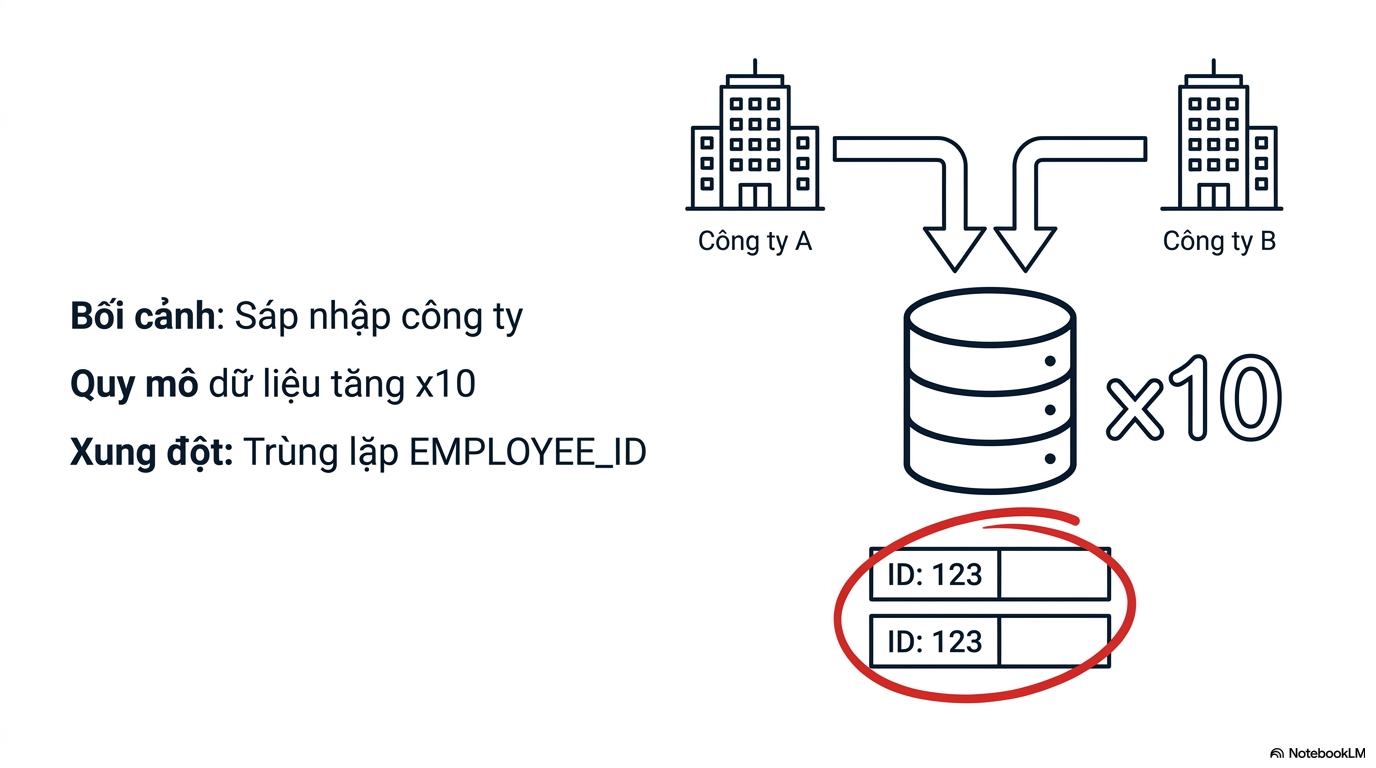 Công ty A
Công ty B
Bối cảnh: Sáp nhập công ty
Quy mô dữ liệu tăng x10
Xung đột: Trùng lặp EMPLOYEE_ID
x10
ID: 123
ID: 123
NotebookLM